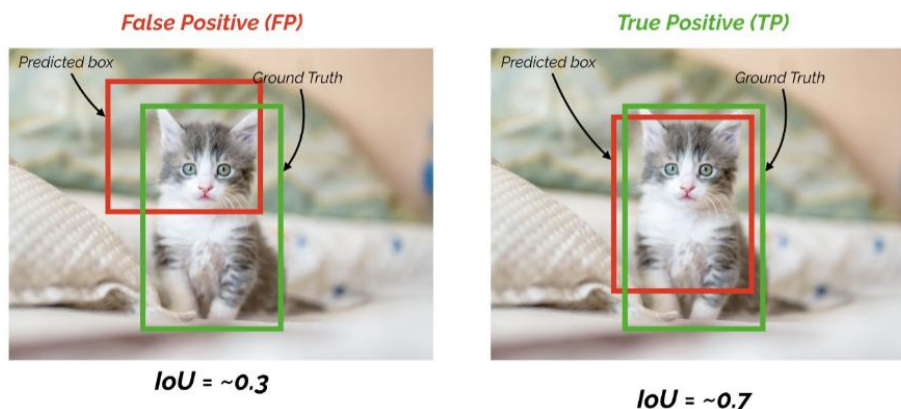 False Positive (FP)
Predicted box
Ground Truth
IoU = ~0.3
True Positive (TP)
Predicted box
Ground Truth
IoU = ~0.7